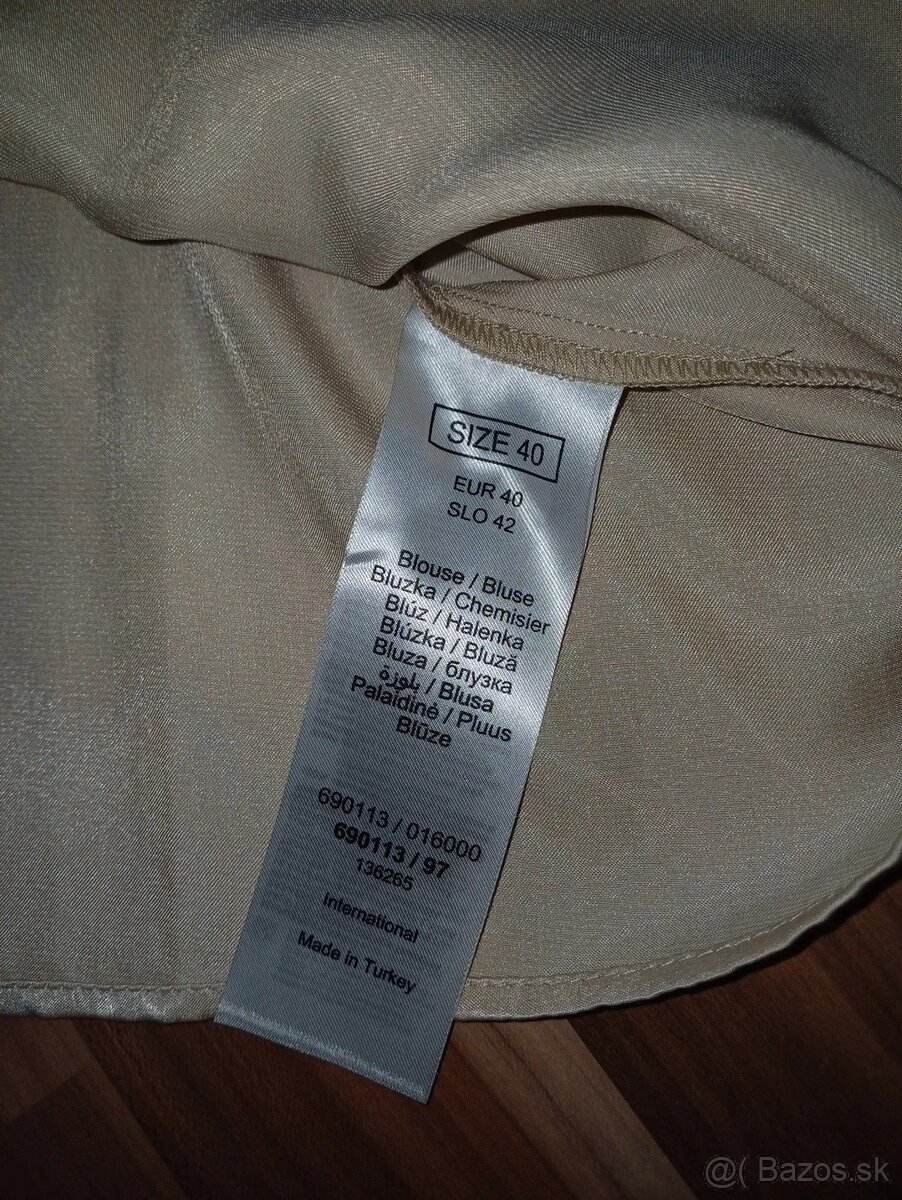 SIZE 40
EUR 40
SLO 42
Blouse / Bluse
Bluzka / Chemisier
Blúz / Halenka
Blúzka / Bluză
Bluza / блузка
بلوزة / Blusa
Palaidinė / Pluus
Blūze
690113 / 016000
690113 / 97
136265
International
Made in Turkey
@( Bazos.sk